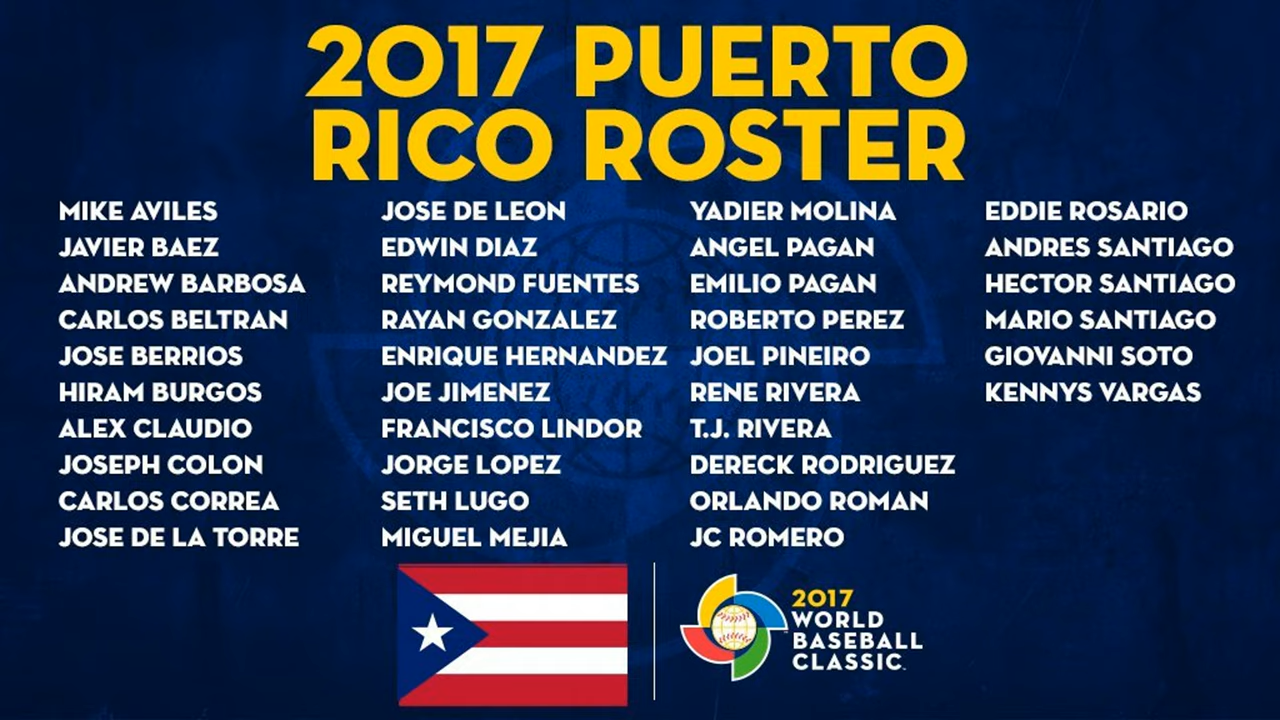 2017 PUERTO
RICO ROSTER
MIKE AVILES
JAVIER BAEZ
ANDREW BARBOSA
CARLOS BELTRAN
JOSE BERRIOS
HIRAM BURGOS
ALEX CLAUDIO
JOSEPH COLON
CARLOS CORREA
JOSE DE LA TORRE
JOSE DE LEON
EDWIN DIAZ
REYMOND FUENTES
RAYAN GONZALEZ
ENRIQUE HERNANDEZ
JOE JIMENEZ
FRANCISCO LINDOR
JORGE LOPEZ
SETH LUGO
MIGUEL MEJIA
YADIER MOLINA
ANGEL PAGAN
EMILIO PAGAN
ROBERTO PEREZ
JOEL PINEIRO
RENE RIVERA
T.J. RIVERA
DERECK RODRIGUEZ
ORLANDO ROMAN
JC ROMERO
EDDIE ROSARIO
ANDRES SANTIAGO
HECTOR SANTIAGO
MARIO SANTIAGO
GIOVANNI SOTO
KENNYS VARGAS
2017
WORLD
BASEBALL
CLASSIC